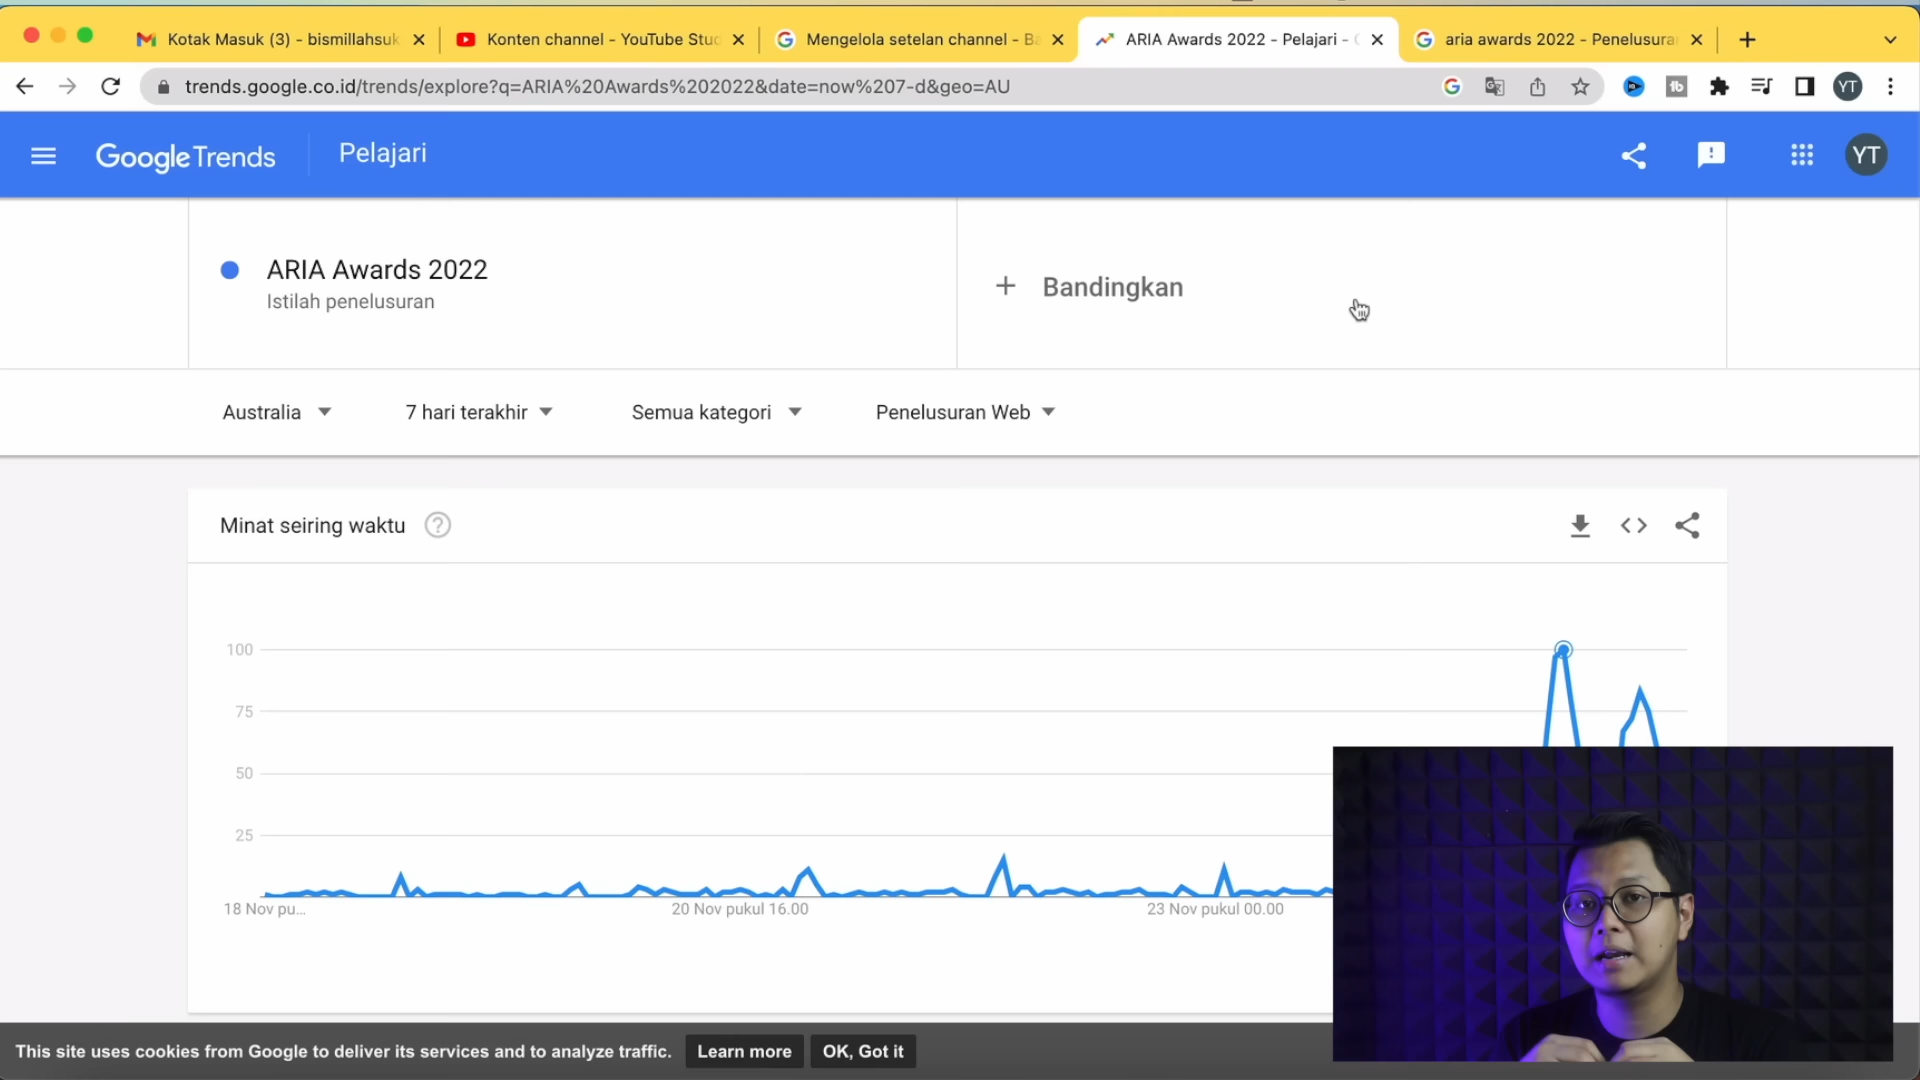 Kotak Masuk (3) - bismillahsuk
Konten channel - YouTube Stud
Mengelola setelan channel - Ba
ARIA Awards 2022 - Pelajari -
aria awards 2022 - Penelusura
trends.google.co.id/trends/explore?q=ARIA%20Awards%202022&date=now%207-d&geo=AU
YT
Google Trends
Pelajari
YT
ARIA Awards 2022
Istilah penelusuran
+ Bandingkan
Australia
7 hari terakhir
Semua kategori
Penelusuran Web
Minat seiring waktu
100
75
50
25
18 Nov pu...
20 Nov pukul 16.00
23 Nov pukul 00.00
This site uses cookies from Google to deliver its services and to analyze traffic.
Learn more
OK, Got it